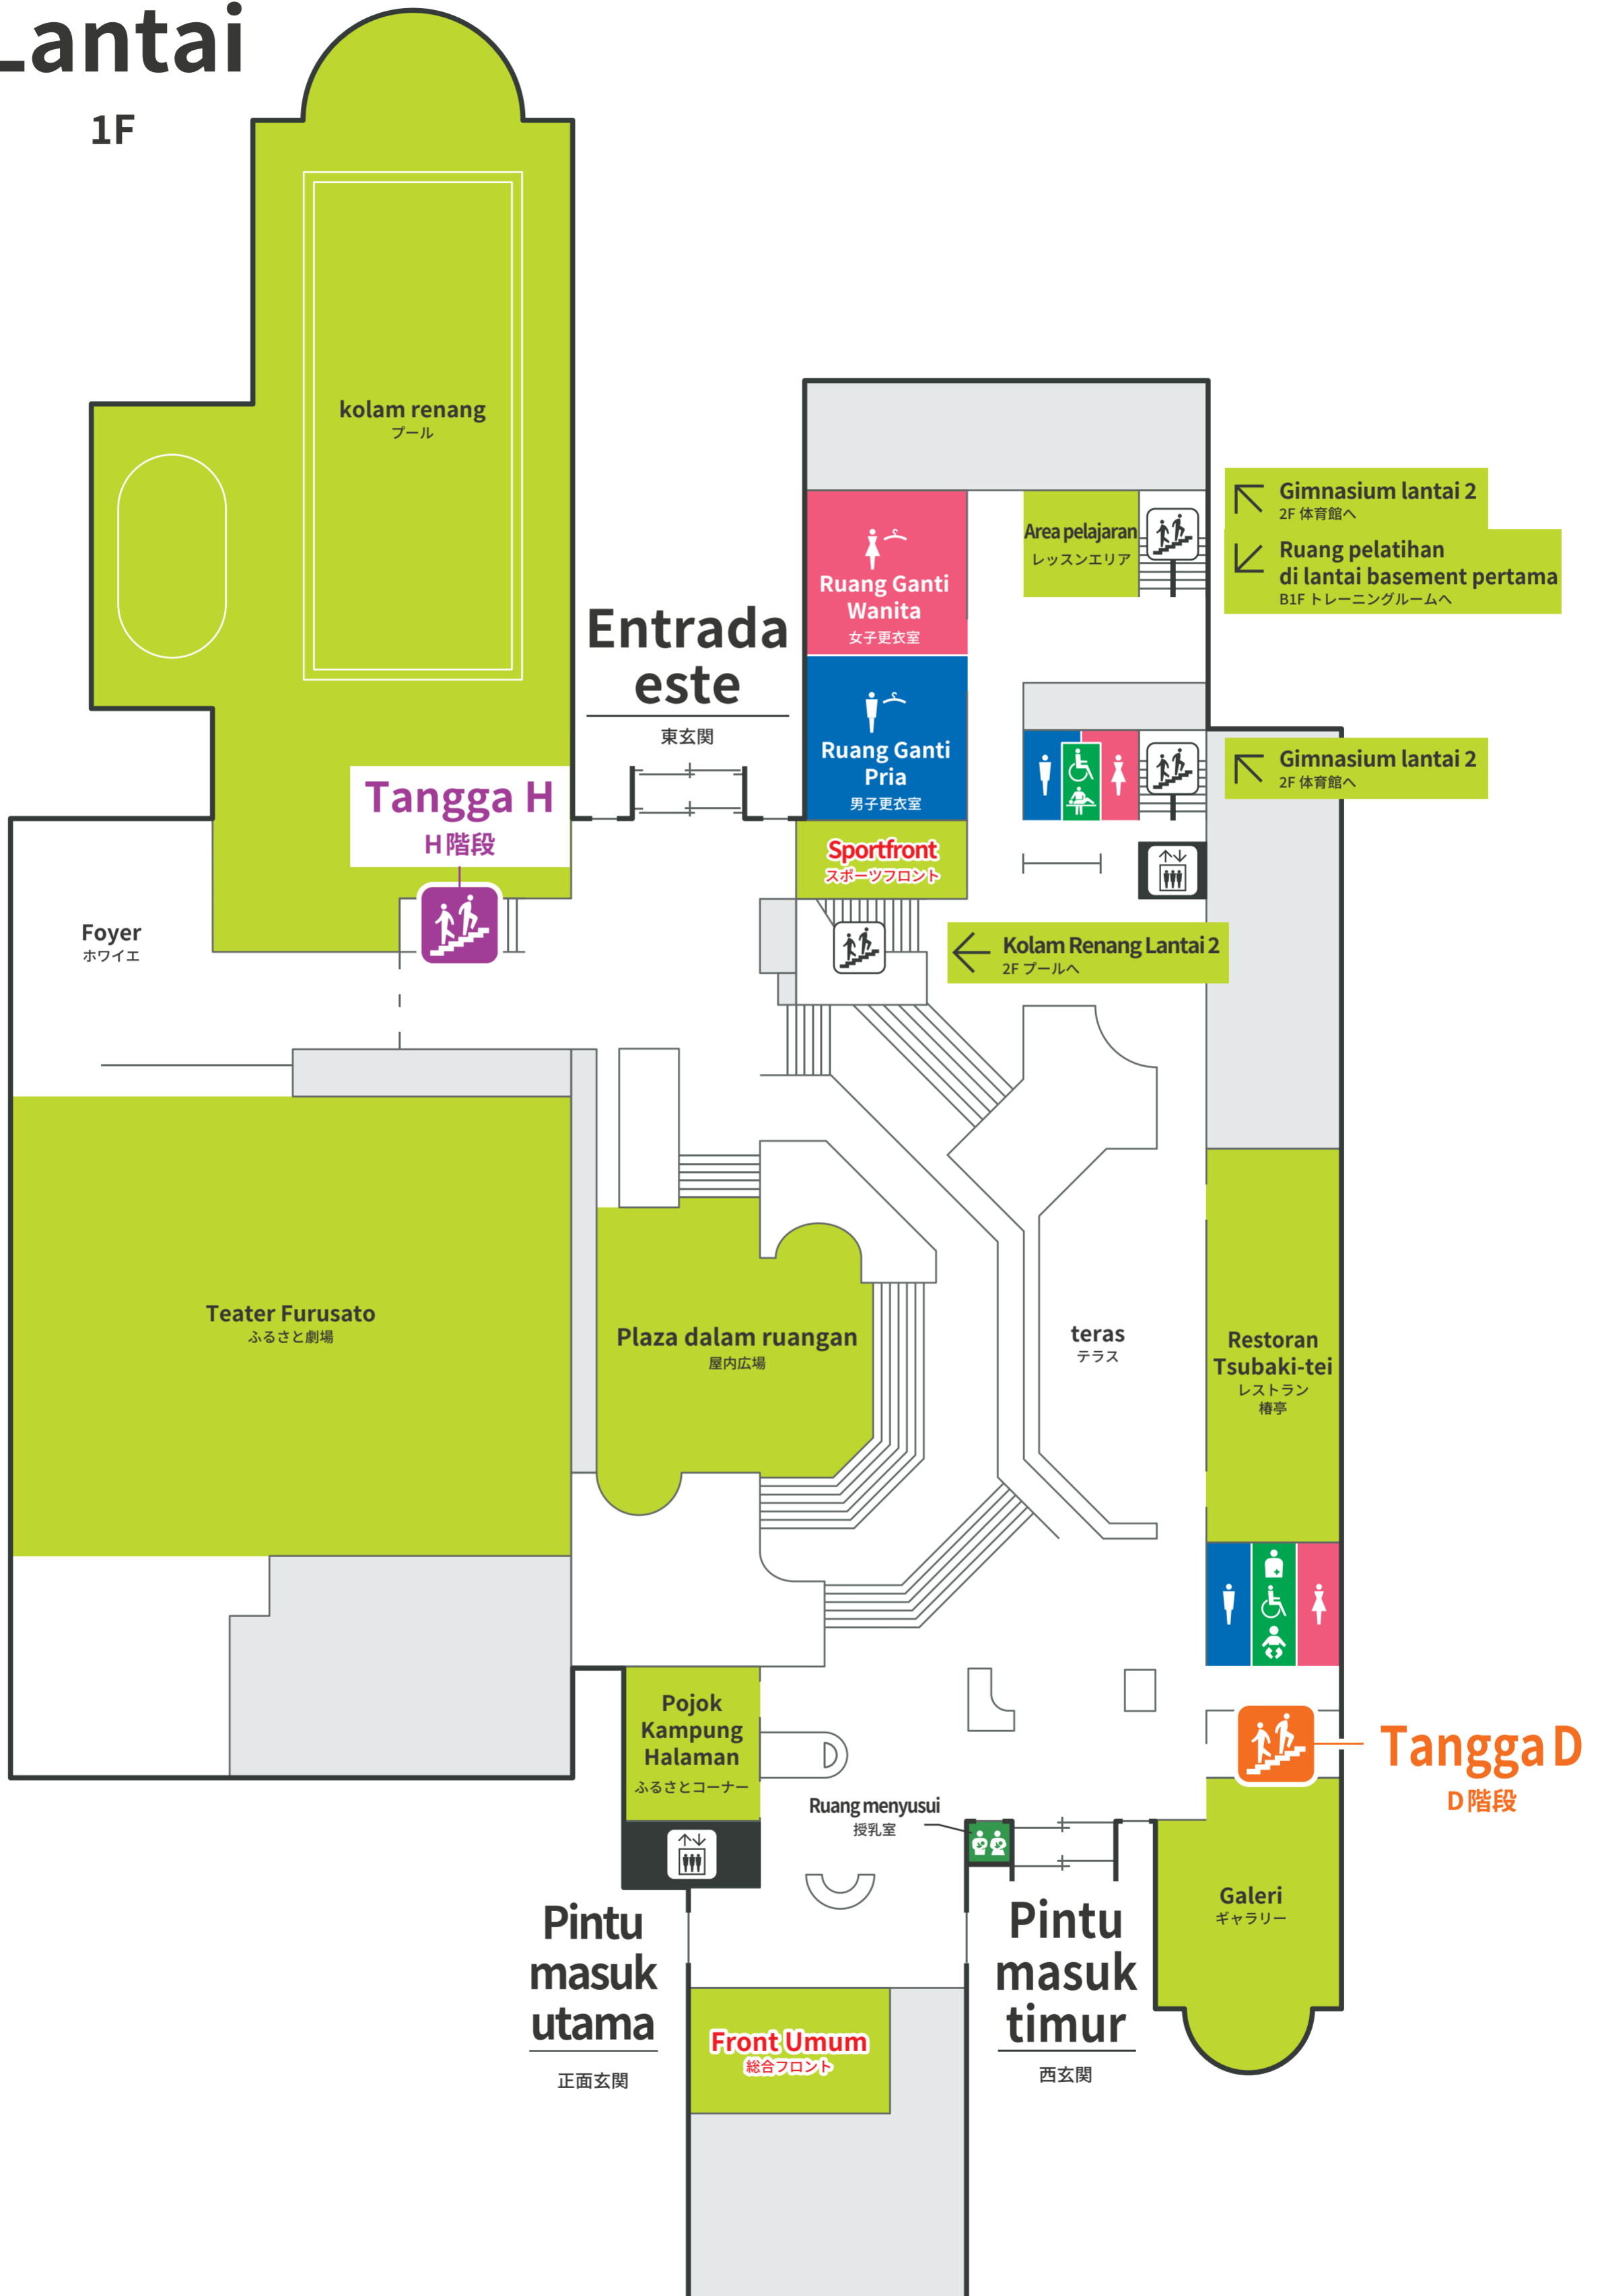 Lantai
1F
kolam renang
プール
Gimnasium lantai 2
2F 体育館へ
Ruang pelatihan
di lantai basement pertama
B1F トレーニングルームへ
Area pelajaran
レッスンエリア
Ruang Ganti
Wanita
女子更衣室
Entrada
este
東玄関
Ruang Ganti
Pria
男子更衣室
Gimnasium lantai 2
2F 体育館へ
Tangga H
H 階段
Sportfront
スポーツフロント
Foyer
ホワイエ
Kolam Renang Lantai 2
2F プールへ
Teater Furusato
ふるさと劇場
Plaza dalam ruangan
屋内広場
teras
テラス
Restoran
Tsubaki-tei
レストラン
椿亭
Pojok
Kampung
Halaman
ふるさとコーナー
Tangga D
D 階段
Ruang menyusui
授乳室
Galeri
ギャラリー
Pintu
masuk
utama
正面玄関
Pintu
masuk
timur
西玄関
Front Umum
総合フロント